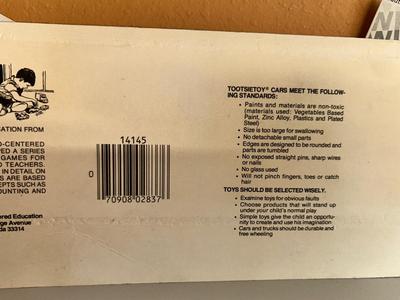 CATION FROM
D-CENTERED
PED A SERIES
GAMES FOR
D TEACHERS.
IN DETAIL ON
S ARE BASED
EPTS SUCH AS
OUNTING AND
ered Education
ge Avenue
da 33314
14145
0
70908 02837
TOOTSIETOY® CARS MEET THE FOLLOW-
ING STANDARDS:
• Paints and materials are non-toxic
(materials used: Vegetables Based
Paint, Zinc Alloy, Plastics and Plated
Steel)
• Size is too large for swallowing
• No detachable small parts
• Edges are designed to be rounded and
parts are tumbled
• No exposed straight pins, sharp wires
or nails
• No glass used
• Will not pinch fingers, toes or catch
hair
TOYS SHOULD BE SELECTED WISELY.
• Examine toys for obvious faults
• Choose products that will stand up
under your child's normal play
• Simple toys give the child an opportun-
ity to create and use his imagination
• Cars and trucks should be durable and
free wheeling